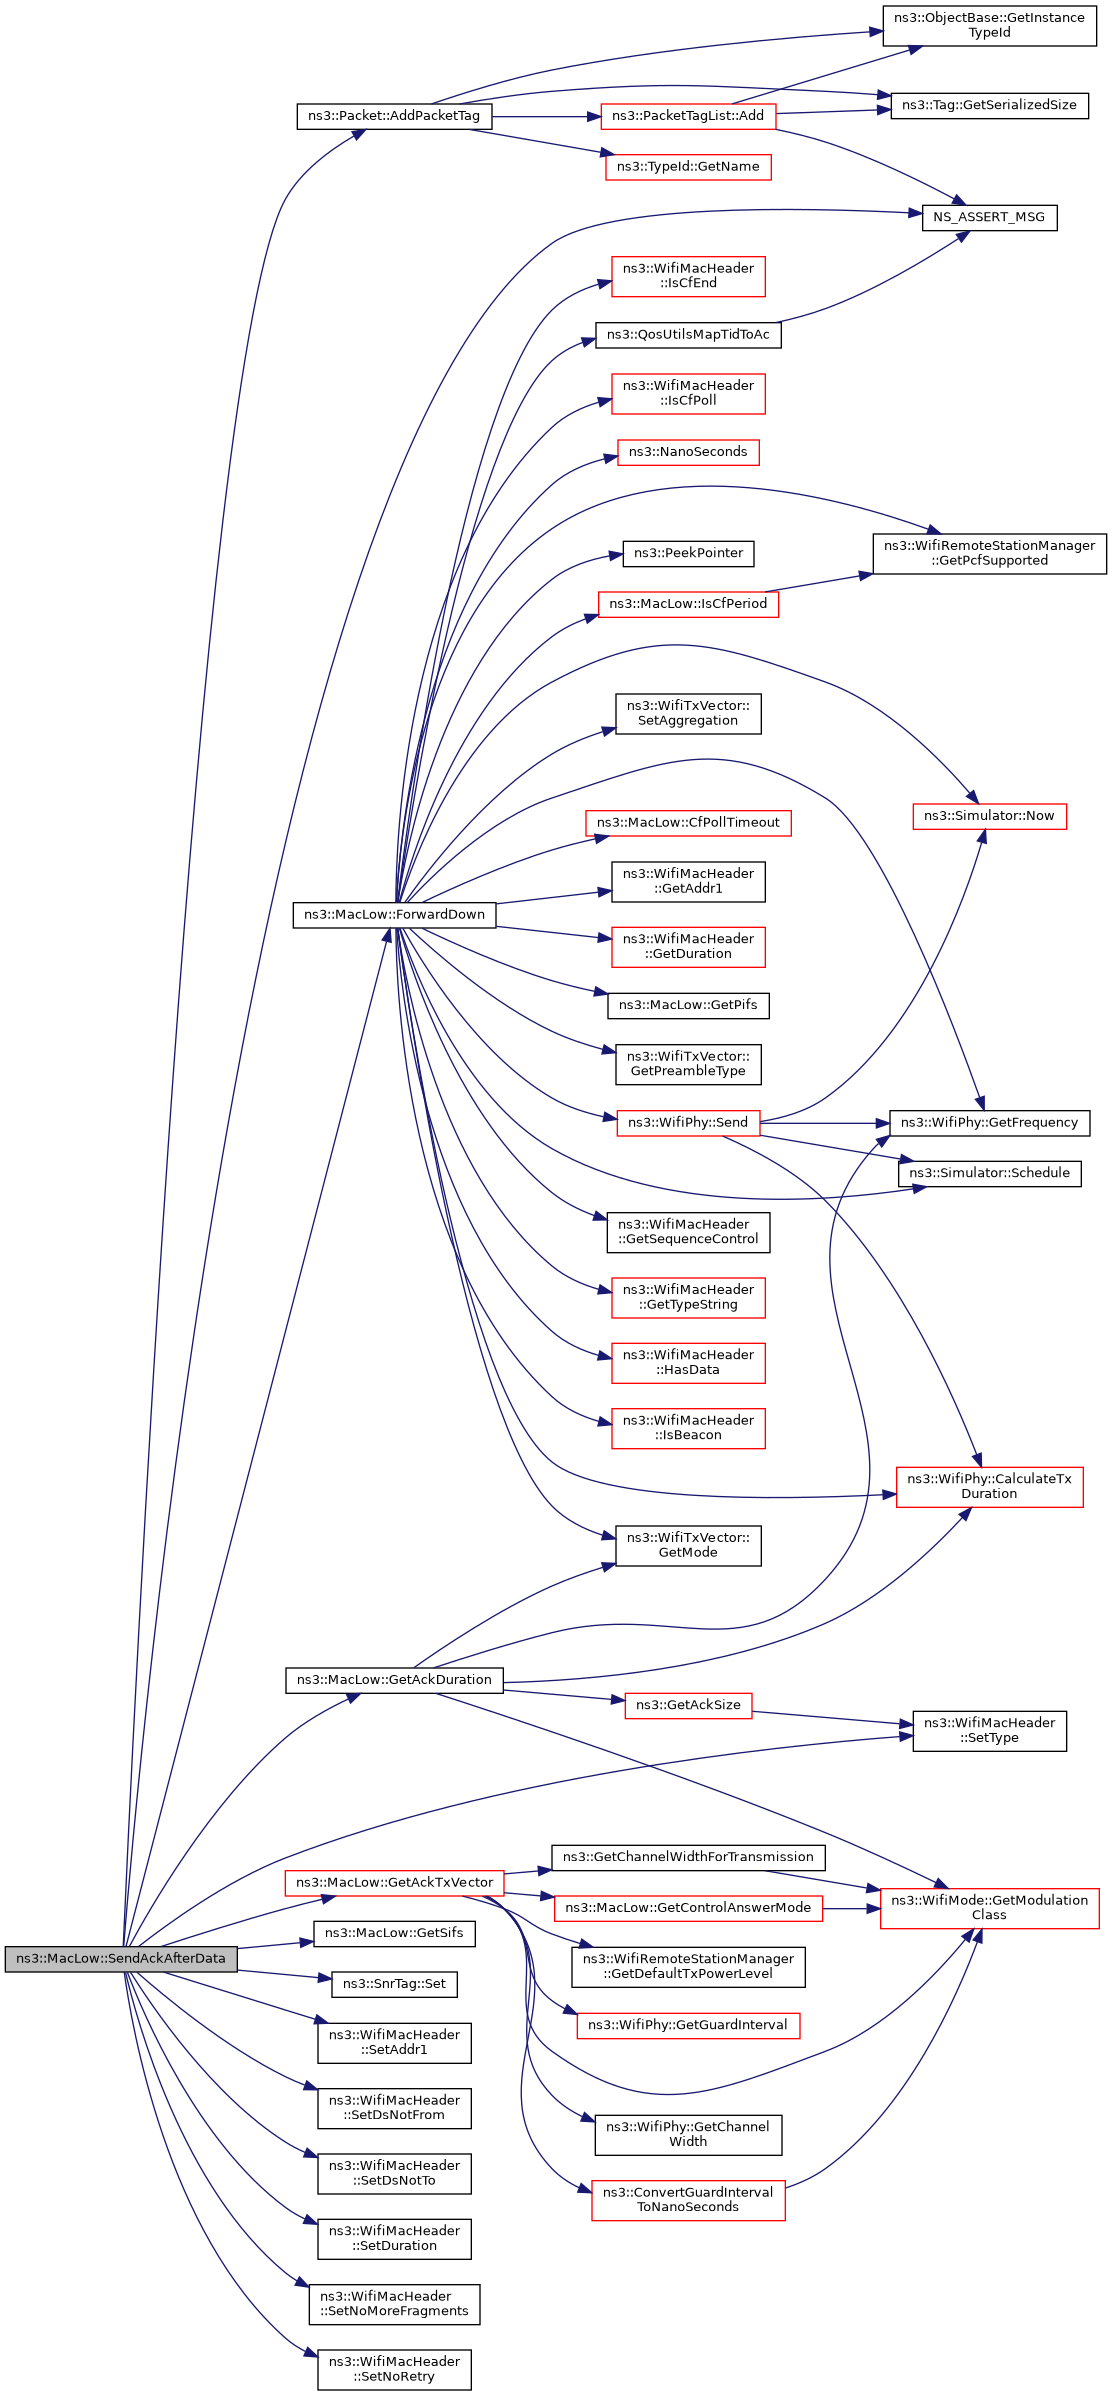 ns3::ObjectBase::GetInstance
TypeId
ns3::Tag::GetSerializedSize
ns3::Packet::AddPacketTag
ns3::PacketTagList::Add
ns3::TypeId::GetName
NS_ASSERT_MSG
ns3::WifiMacHeader
::IsCfEnd
ns3::QosUtilsMapTidToAc
ns3::WifiMacHeader
::IsCfPoll
ns3::NanoSeconds
ns3::WifiRemoteStationManager
::GetPcfSupported
ns3::PeekPointer
ns3::MacLow::IsCfPeriod
ns3::WifiTxVector::
SetAggregation
ns3::Simulator::Now
ns3::MacLow::CfPollTimeout
ns3::WifiMacHeader
::GetAddr1
ns3::MacLow::ForwardDown
ns3::WifiMacHeader
::GetDuration
ns3::MacLow::GetPifs
ns3::WifiTxVector::
GetPreambleType
ns3::WifiPhy::Send
ns3::WifiPhy::GetFrequency
ns3::Simulator::Schedule
ns3::WifiMacHeader
::GetSequenceControl
ns3::WifiMacHeader
::GetTypeString
ns3::WifiMacHeader
::HasData
ns3::WifiMacHeader
::IsBeacon
ns3::WifiPhy::CalculateTx
Duration
ns3::WifiTxVector::
GetMode
ns3::MacLow::GetAckDuration
ns3::GetAckSize
ns3::WifiMacHeader
::SetType
ns3::GetChannelWidthForTransmission
ns3::MacLow::GetAckTxVector
ns3::MacLow::GetControlAnswerMode
ns3::WifiMode::GetModulation
Class
ns3::MacLow::GetSifs
ns3::MacLow::SendAckAfterData
ns3::WifiRemoteStationManager
::GetDefaultTxPowerLevel
ns3::SnrTag::Set
ns3::WifiPhy::GetGuardInterval
ns3::WifiMacHeader
::SetAddr1
ns3::WifiMacHeader
::SetDsNotFrom
ns3::WifiPhy::GetChannel
Width
ns3::WifiMacHeader
::SetDsNotTo
ns3::ConvertGuardInterval
ToNanoSeconds
ns3::WifiMacHeader
::SetDuration
ns3::WifiMacHeader
::SetNoMoreFragments
ns3::WifiMacHeader
::SetNoRetry